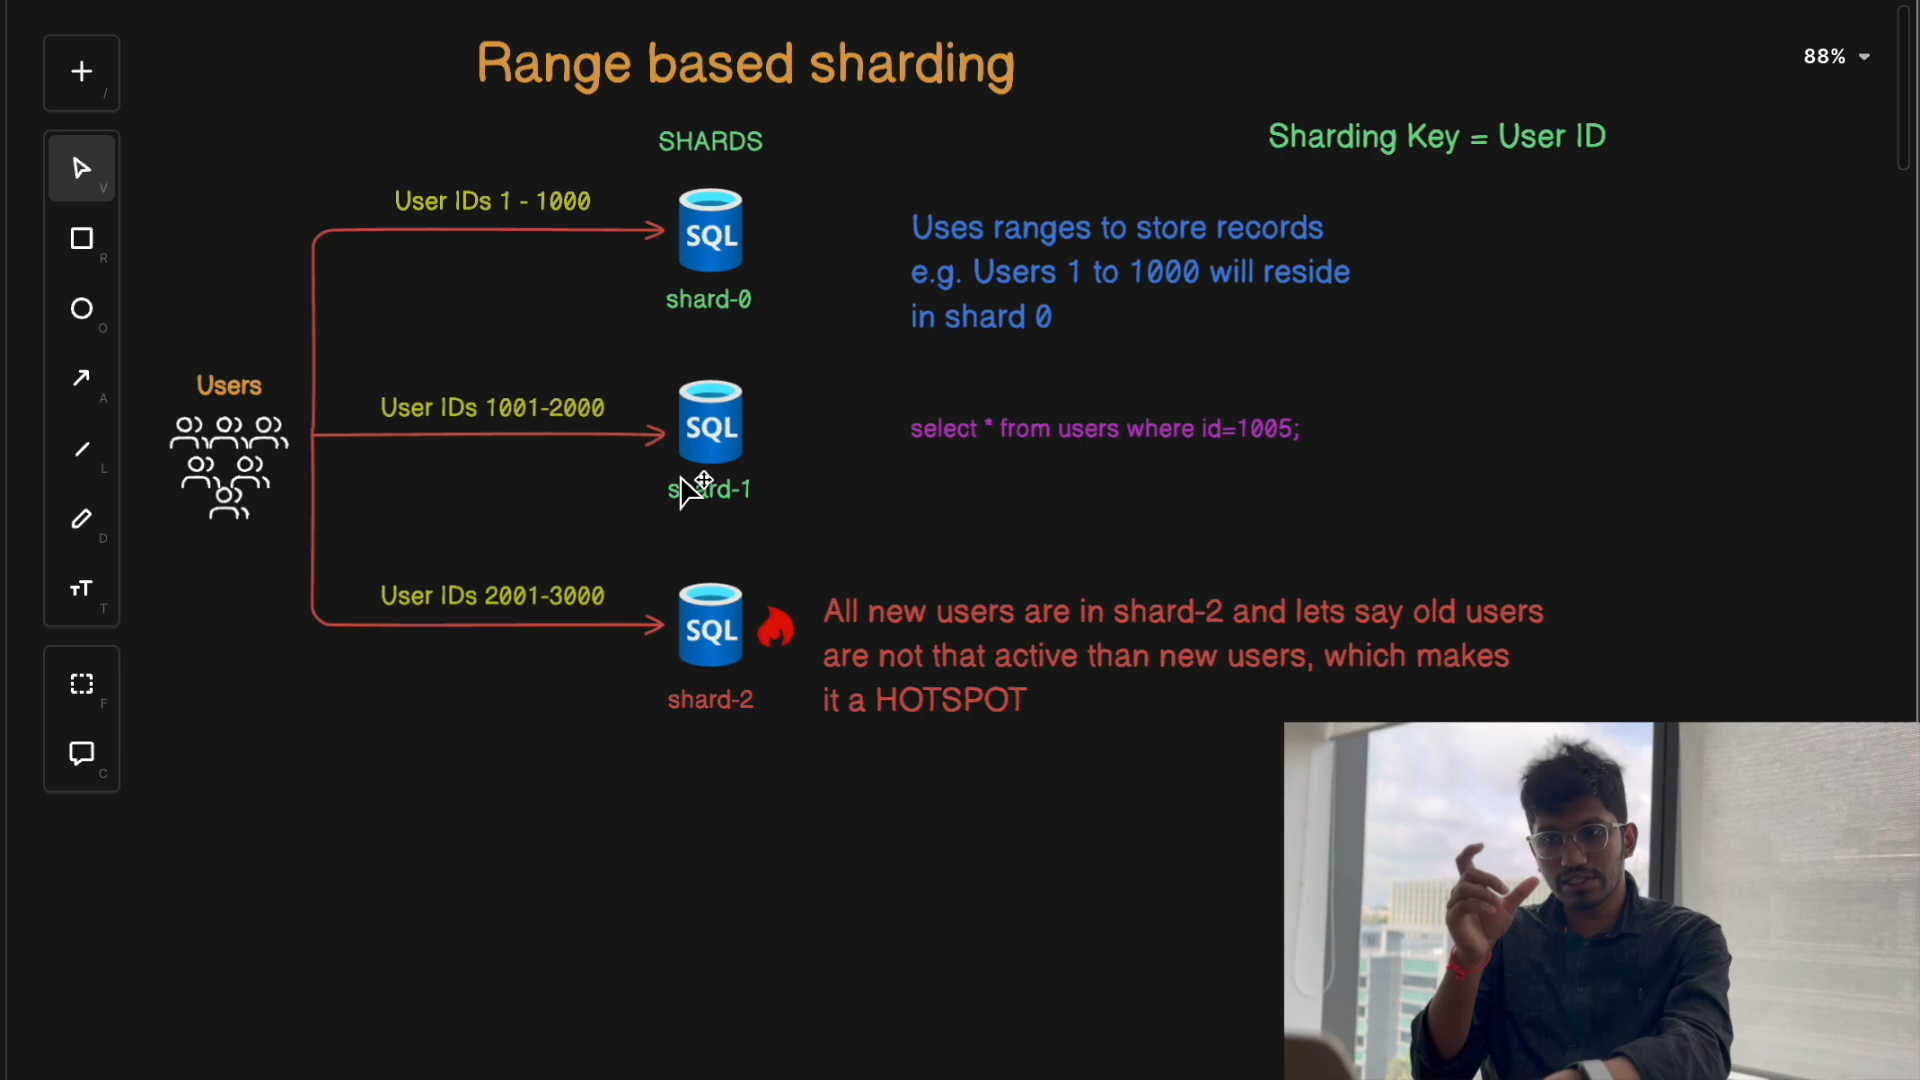 Range based sharding
88%
/
SHARDS
Sharding Key = User ID
V
User IDs 1 - 1000
SQL
shard-0
Uses ranges to store records
e.g. Users 1 to 1000 will reside
in shard 0
R
O
Users
A
User IDs 1001-2000
SQL
select * from users where id=1005;
L
shard-1
D
User IDs 2001-3000
SQL
shard-2
All new users are in shard-2 and lets say old users
are not that active than new users, which makes
it a HOTSPOT
TT
T
F
C